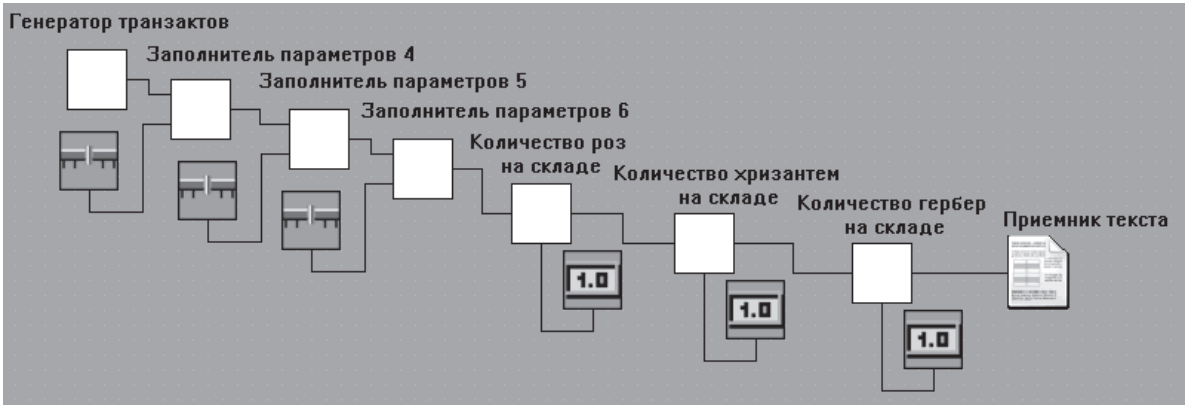 Генератор транзактов
Заполнитель параметров 4
Заполнитель параметров 5
Заполнитель параметров 6
Количество роз
на складе
Количество хризантем
на складе
Количество гербер
на складе
Приемник текста
1.0
1.0
1.0